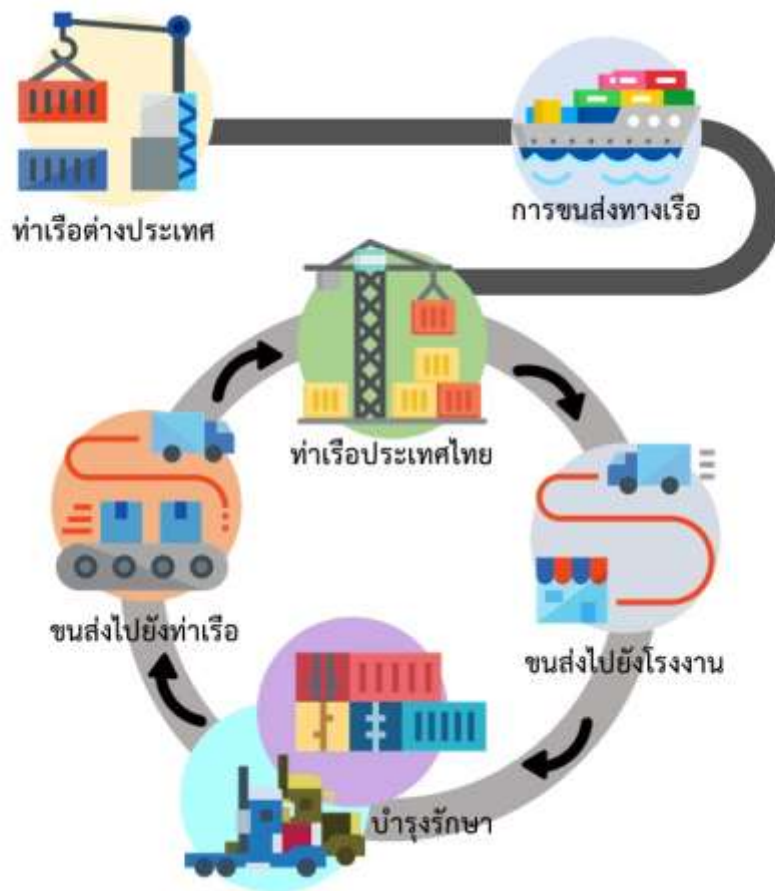 ท่าเรือต่างประเทศ
การขนส่งทางเรือ
ท่าเรือประเทศไทย
ขนส่งไปยังท่าเรือ
ขนส่งไปยังโรงงาน
บำรุงรักษา